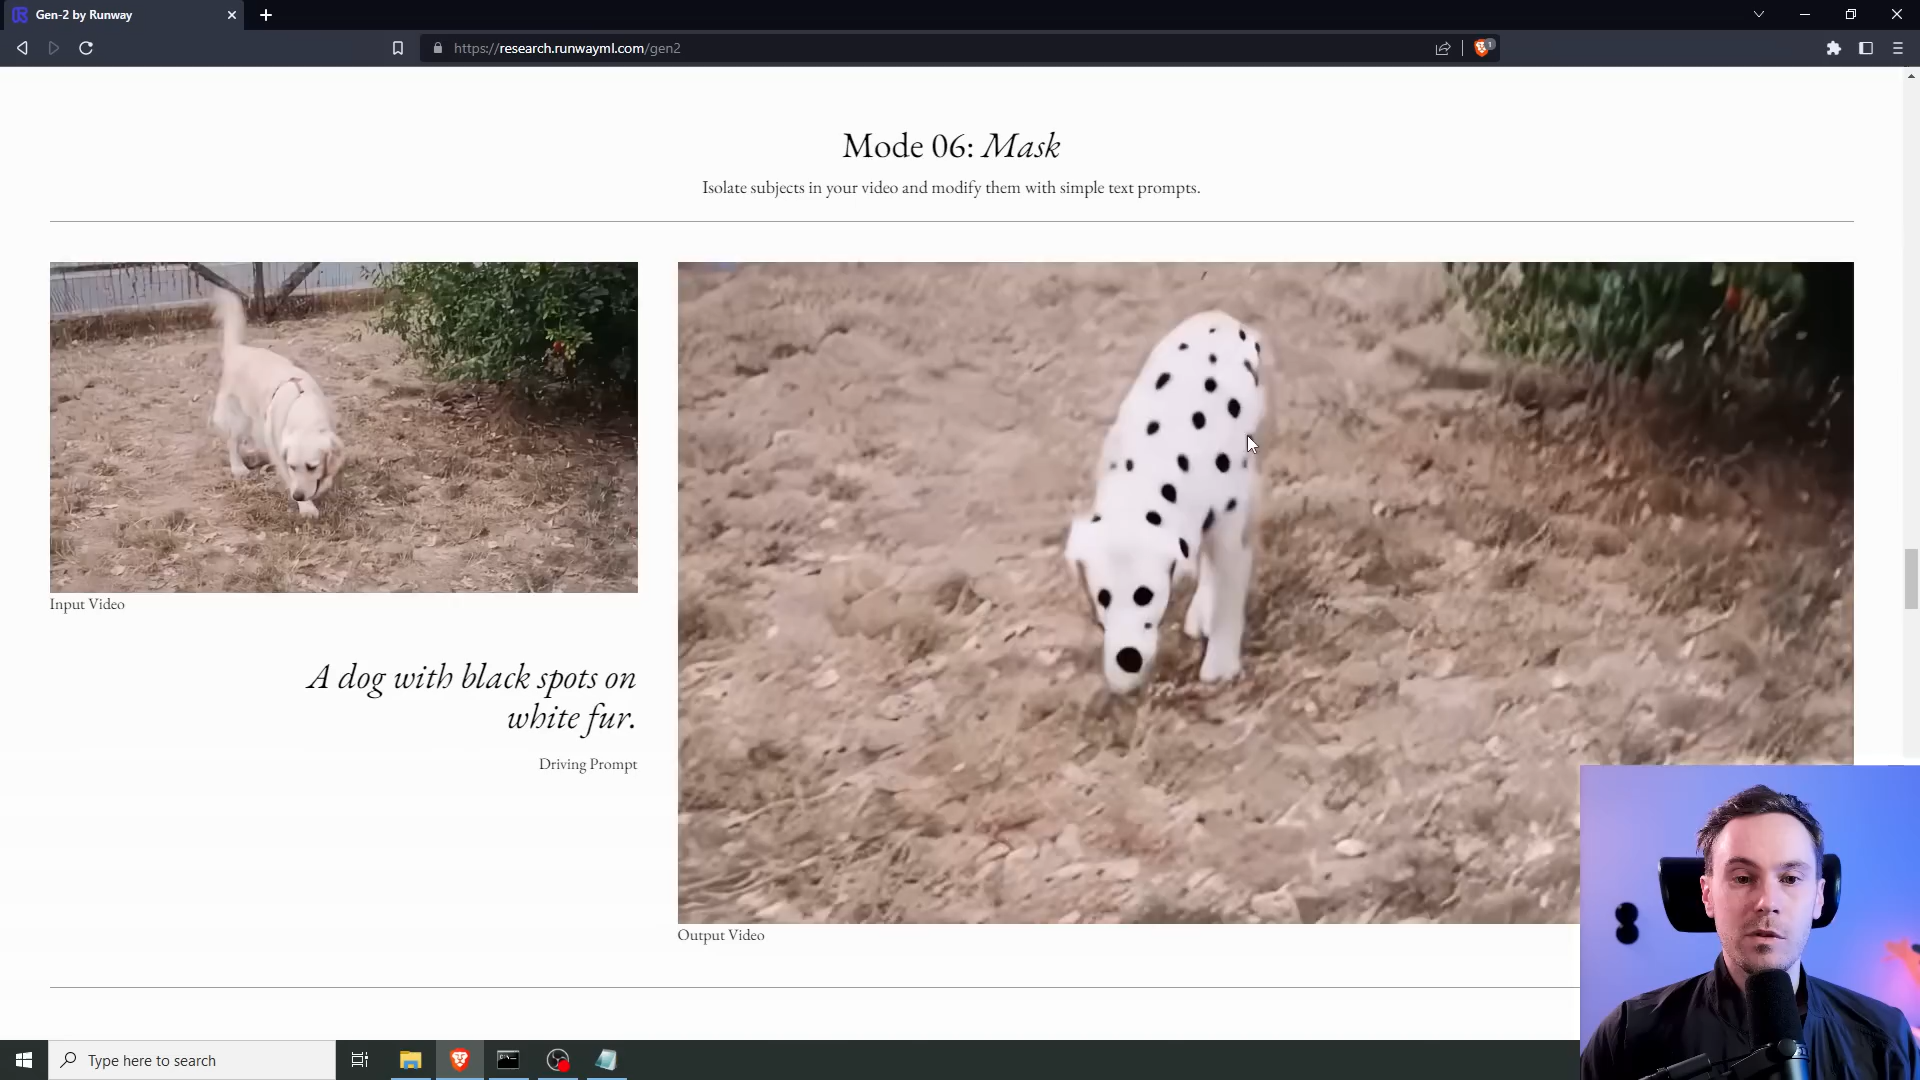 Gen-2 by Runway
https://research.runwayml.com/gen2
1
Mode 06: Mask
Isolate subjects in your video and modify them with simple text prompts.
Input Video
A dog with black spots on
white fur.
Driving Prompt
Output Video
Type here to search